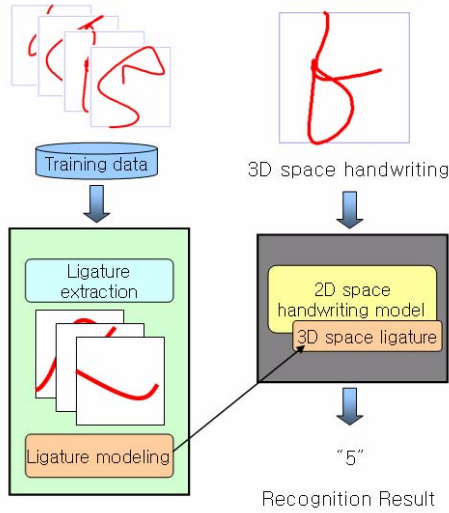 Training data
Ligature
extraction
Ligature modeling
3D space handwriting
2D space
handwriting model
3D space ligature
“5”
Recognition Result